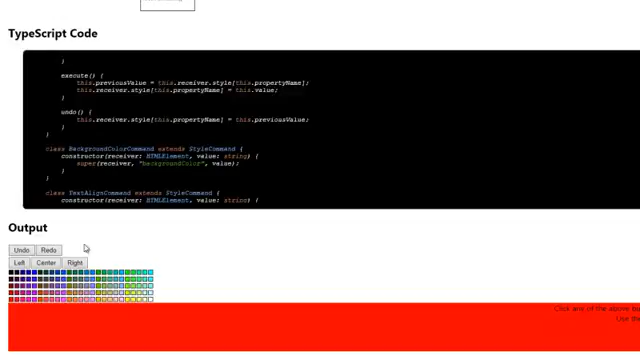 TypeScript Code
}
execute() {
this.previousValue = this.receiver.style[this.propertyName];
this.receiver.style[this.propertyName] = this.value;
}
undo() {
this.receiver.style[this.propertyName] = this.previousValue;
}
}
class BackgroundColorCommand extends StyleCommand {
constructor(receiver: HTMLElement, value: string) {
super(receiver, "backgroundColor", value);
}
}
class TextAlignCommand extends StyleCommand {
constructor(receiver: HTMLElement, value: string) {
Output
Undo Redo
Left Center Right
Click any of the above
Use the